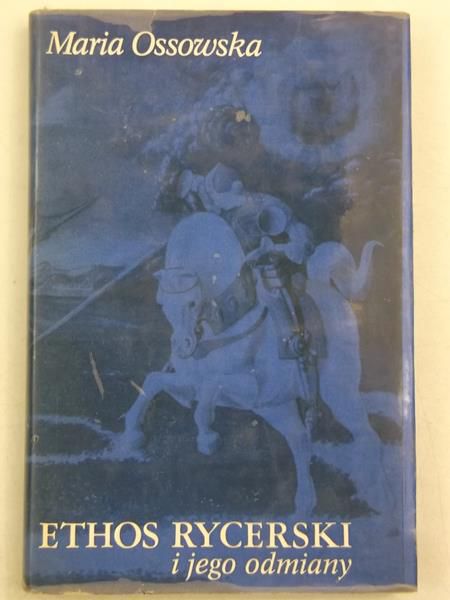 Maria Ossowska
ETHOS RYCERSKI
i jego odmiany